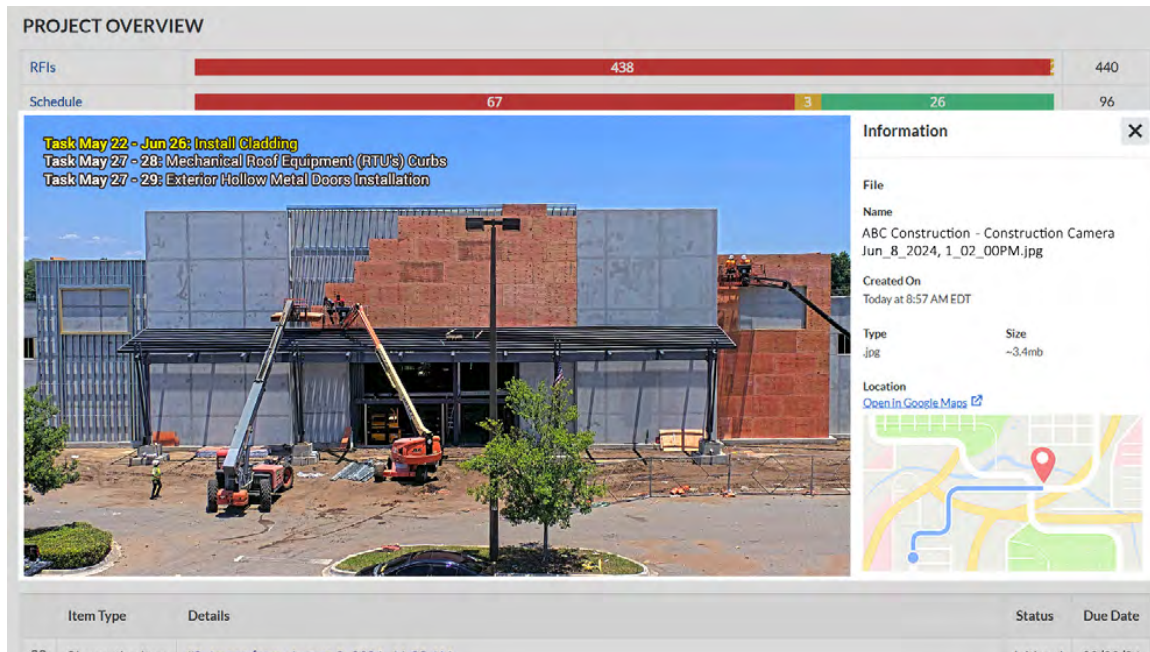 PROJECT OVERVIEW
RFIs 438 2 440
Schedule 67 3 26 96
Task May 22 - Jun 26: Install Cladding
Task May 27 - 28: Mechanical Roof Equipment (RTU's) Curbs
Task May 27 - 29: Exterior Hollow Metal Doors Installation
Information
File
Name
ABC Construction - Construction Camera
Jun_8_2024, 1_02_00PM.jpg
Created On
Today at 8:57 AM EDT
Type Size
.jpg ~3.4mb
Location
Open in Google Maps
Item Type Details Status Due Date